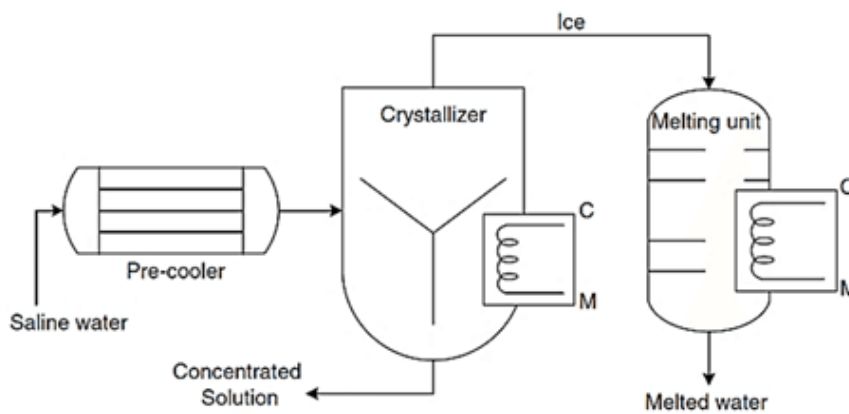 Ice
Crystallizer
Melting unit
C
M
C
M
Pre-cooler
Saline water
Concentrated
Solution
Melted water